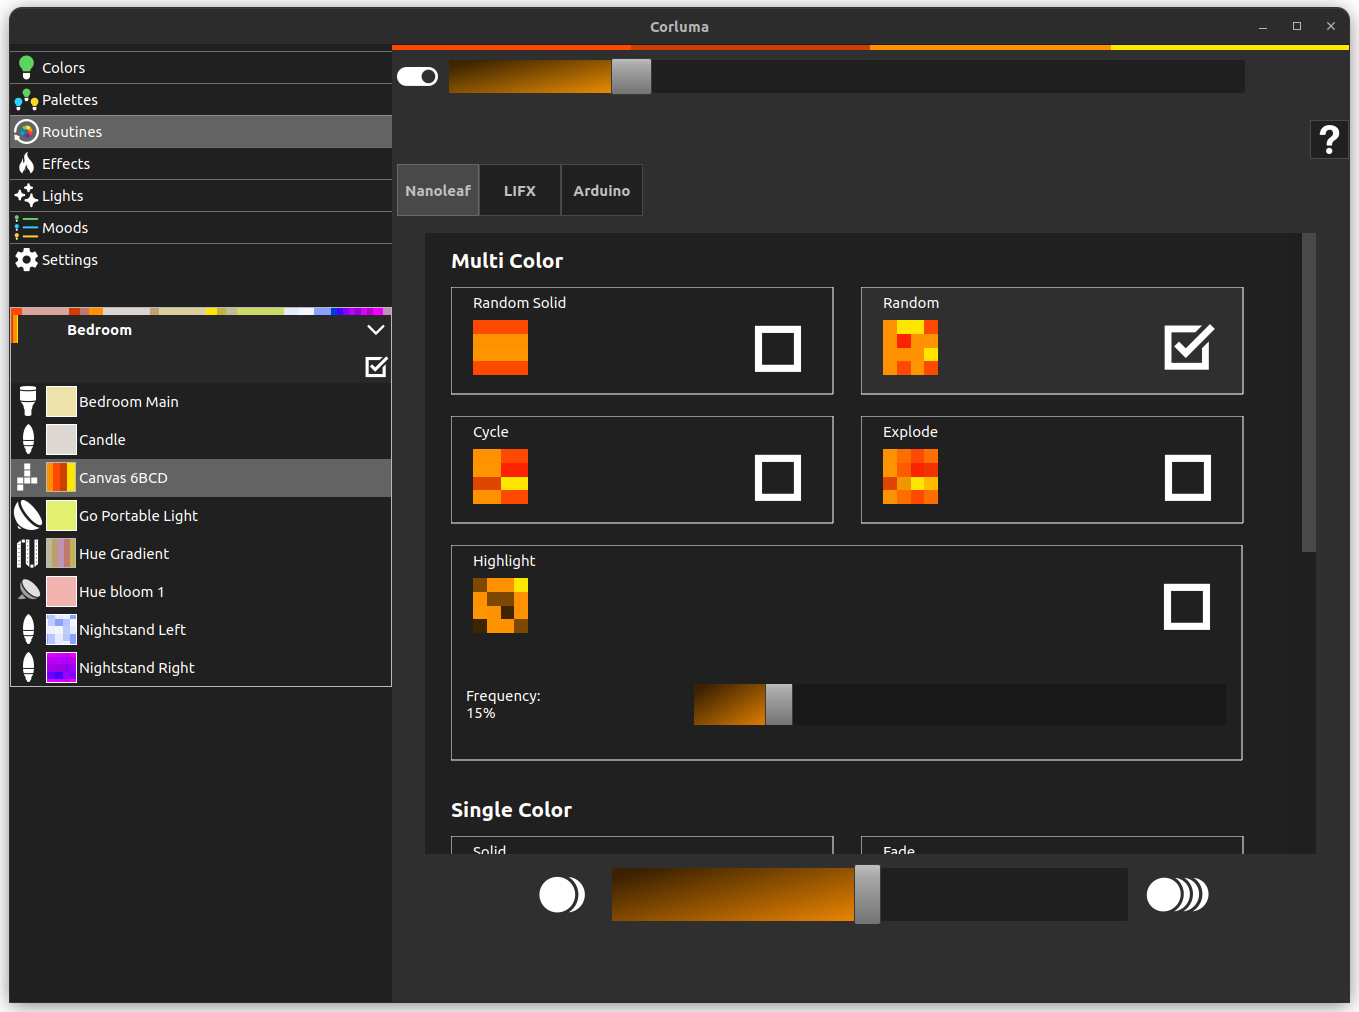 Corluma
Colors
Palettes
Routines
Effects
Lights
Moods
Settings
Bedroom
Bedroom Main
Candle
Canvas 6BCD
Go Portable Light
Hue Gradient
Hue bloom 1
Nightstand Left
Nightstand Right
?
Nanoleaf LIFX Arduino
Multi Color
Random Solid Random
Cycle Explode
Highlight
Frequency:
15%
Single Color
Solid Fade